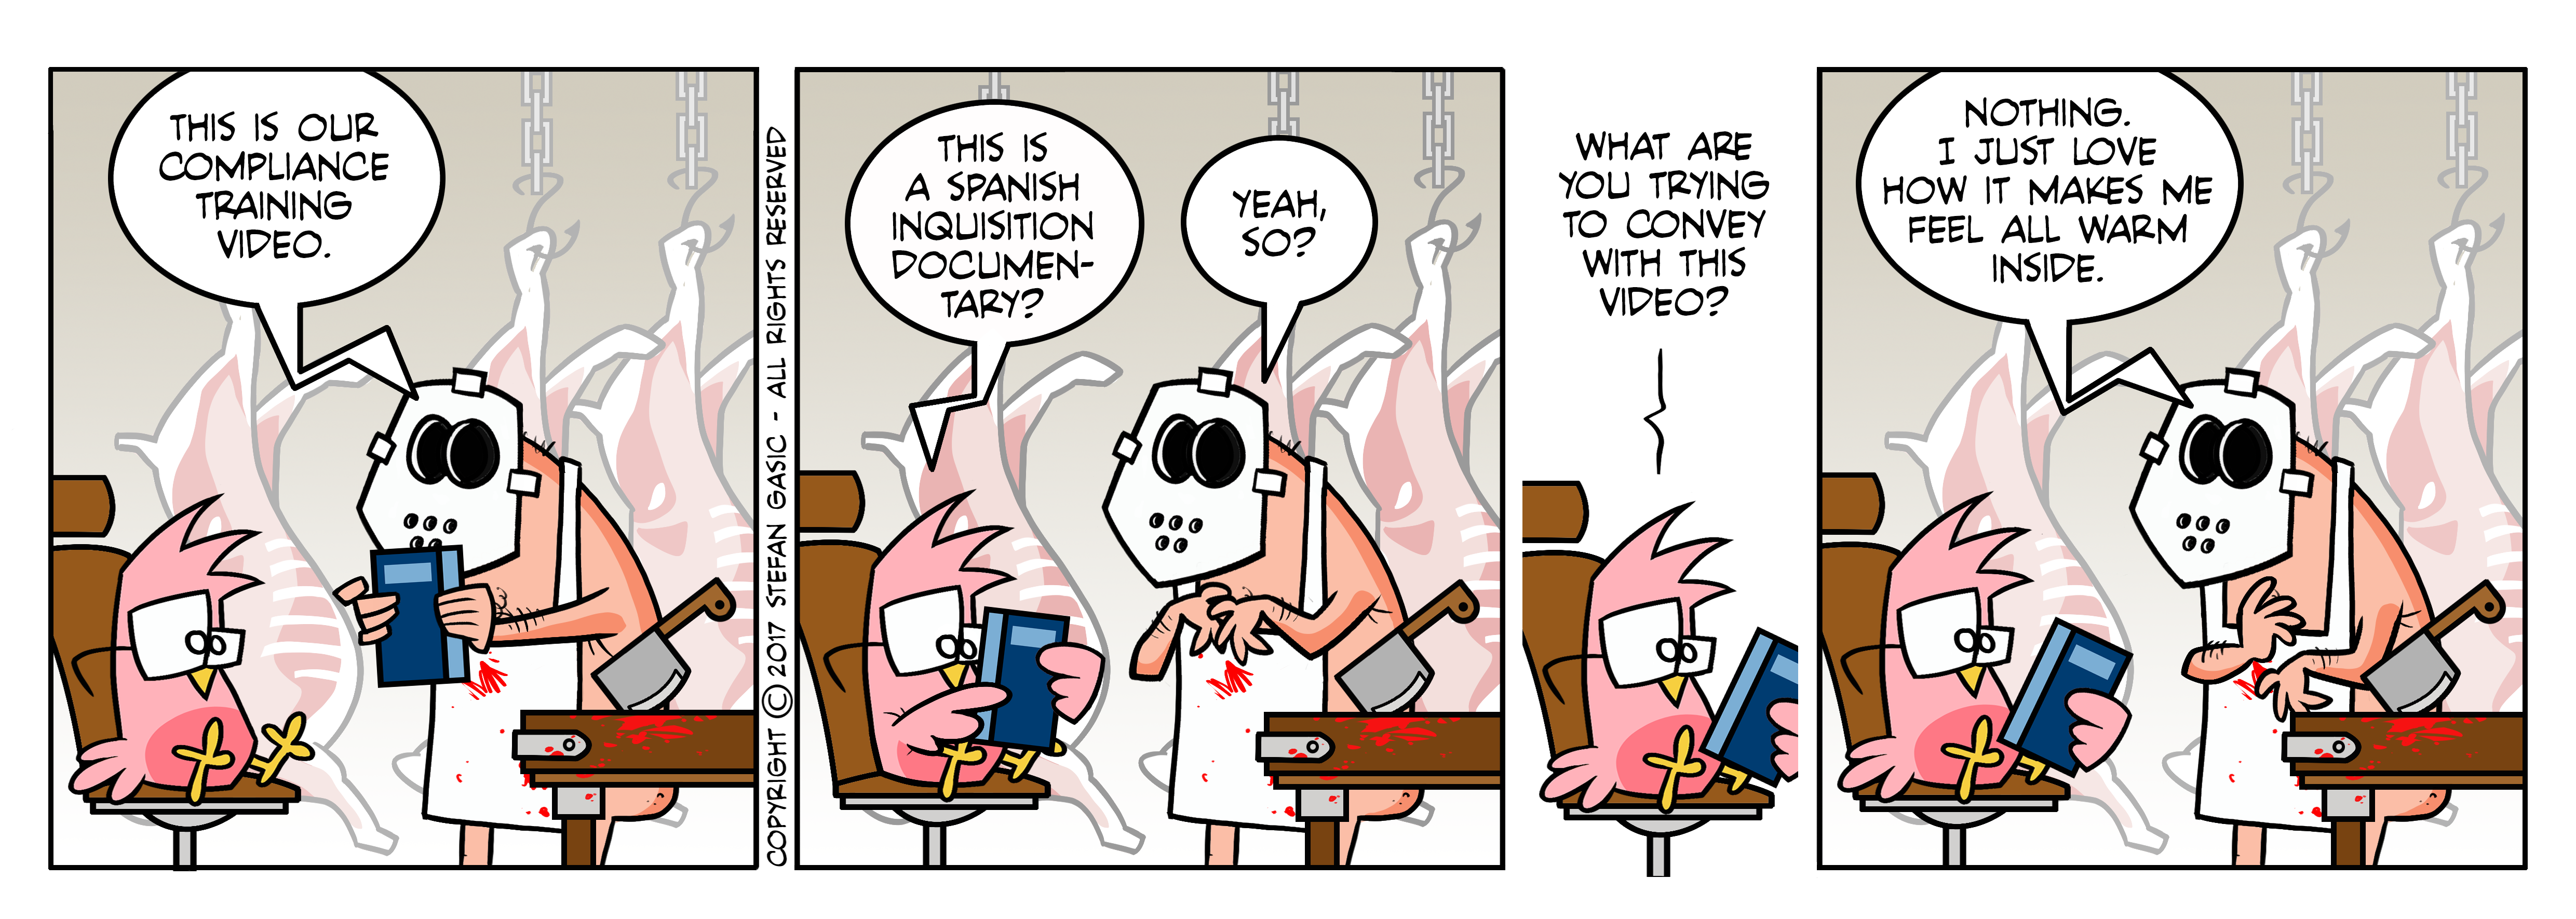 THIS IS OUR
COMPLIANCE
TRAINING
VIDEO.
COPYRIGHT © 2017 STEFAN GASIC - ALL RIGHTS RESERVED
THIS IS
A SPANISH
INQUISITION
DOCUMEN-
TARY?
YEAH,
SO?
WHAT ARE
YOU TRYING
TO CONVEY
WITH THIS
VIDEO?
NOTHING.
I JUST LOVE
HOW IT MAKES ME
FEEL ALL WARM
INSIDE.